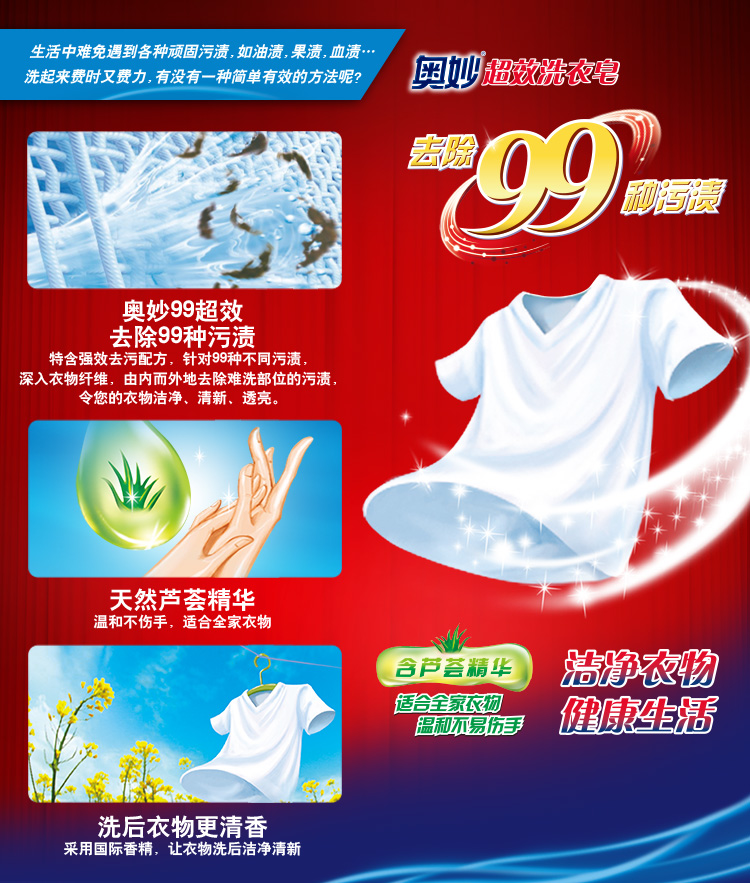 生活中难免遇到各种顽固污渍,如油渍,果渍,血渍…
洗起来费时又费力,有没有一种简单有效的方法呢?
奥妙®超效洗衣皂
去除99种污渍
奥妙99超效
去除99种污渍
特含强效去污配方，针对99种不同污渍，
深入衣物纤维，由内而外地去除难洗部位的污渍，
令您的衣物洁净、清新、透亮。
天然芦荟精华
温和不伤手，适合全家衣物
洗后衣物更清香
采用国际香精，让衣物洗后洁净清新
含芦荟精华
适合全家衣物
温和不易伤手
洁净衣物
健康生活